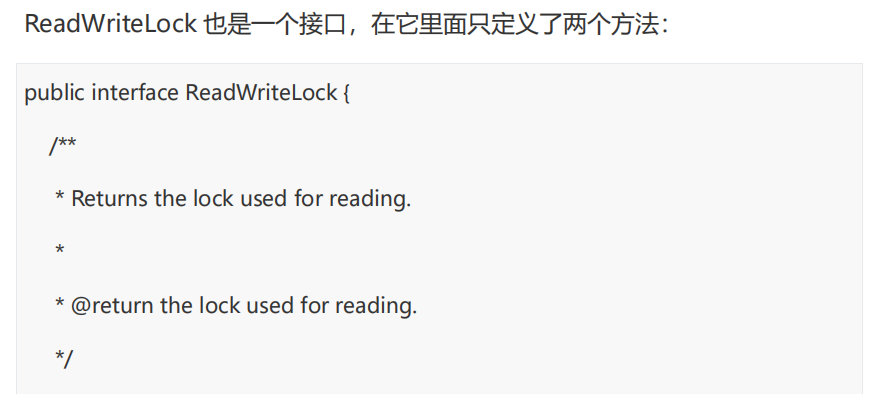 ReadWriteLock 也是一个接口，在它里面只定义了两个方法：
public interface ReadWriteLock {
/**
* Returns the lock used for reading.
*
* @return the lock used for reading.
*/